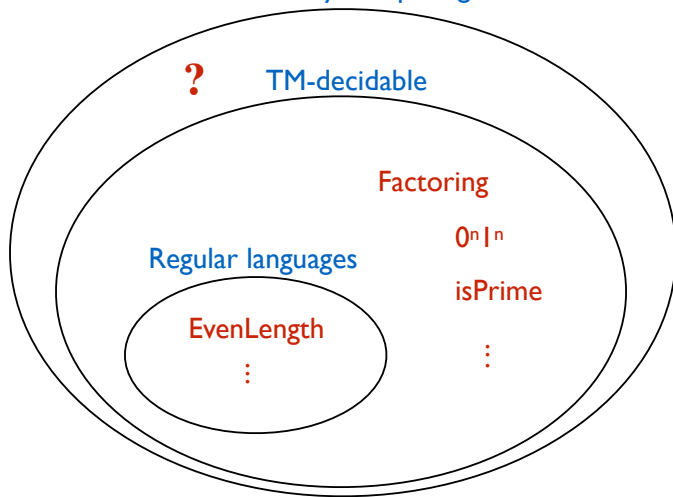 ?
TM-decidable
Factoring
0ⁿ1ⁿ
Regular languages
isPrime
EvenLength
⋮
⋮